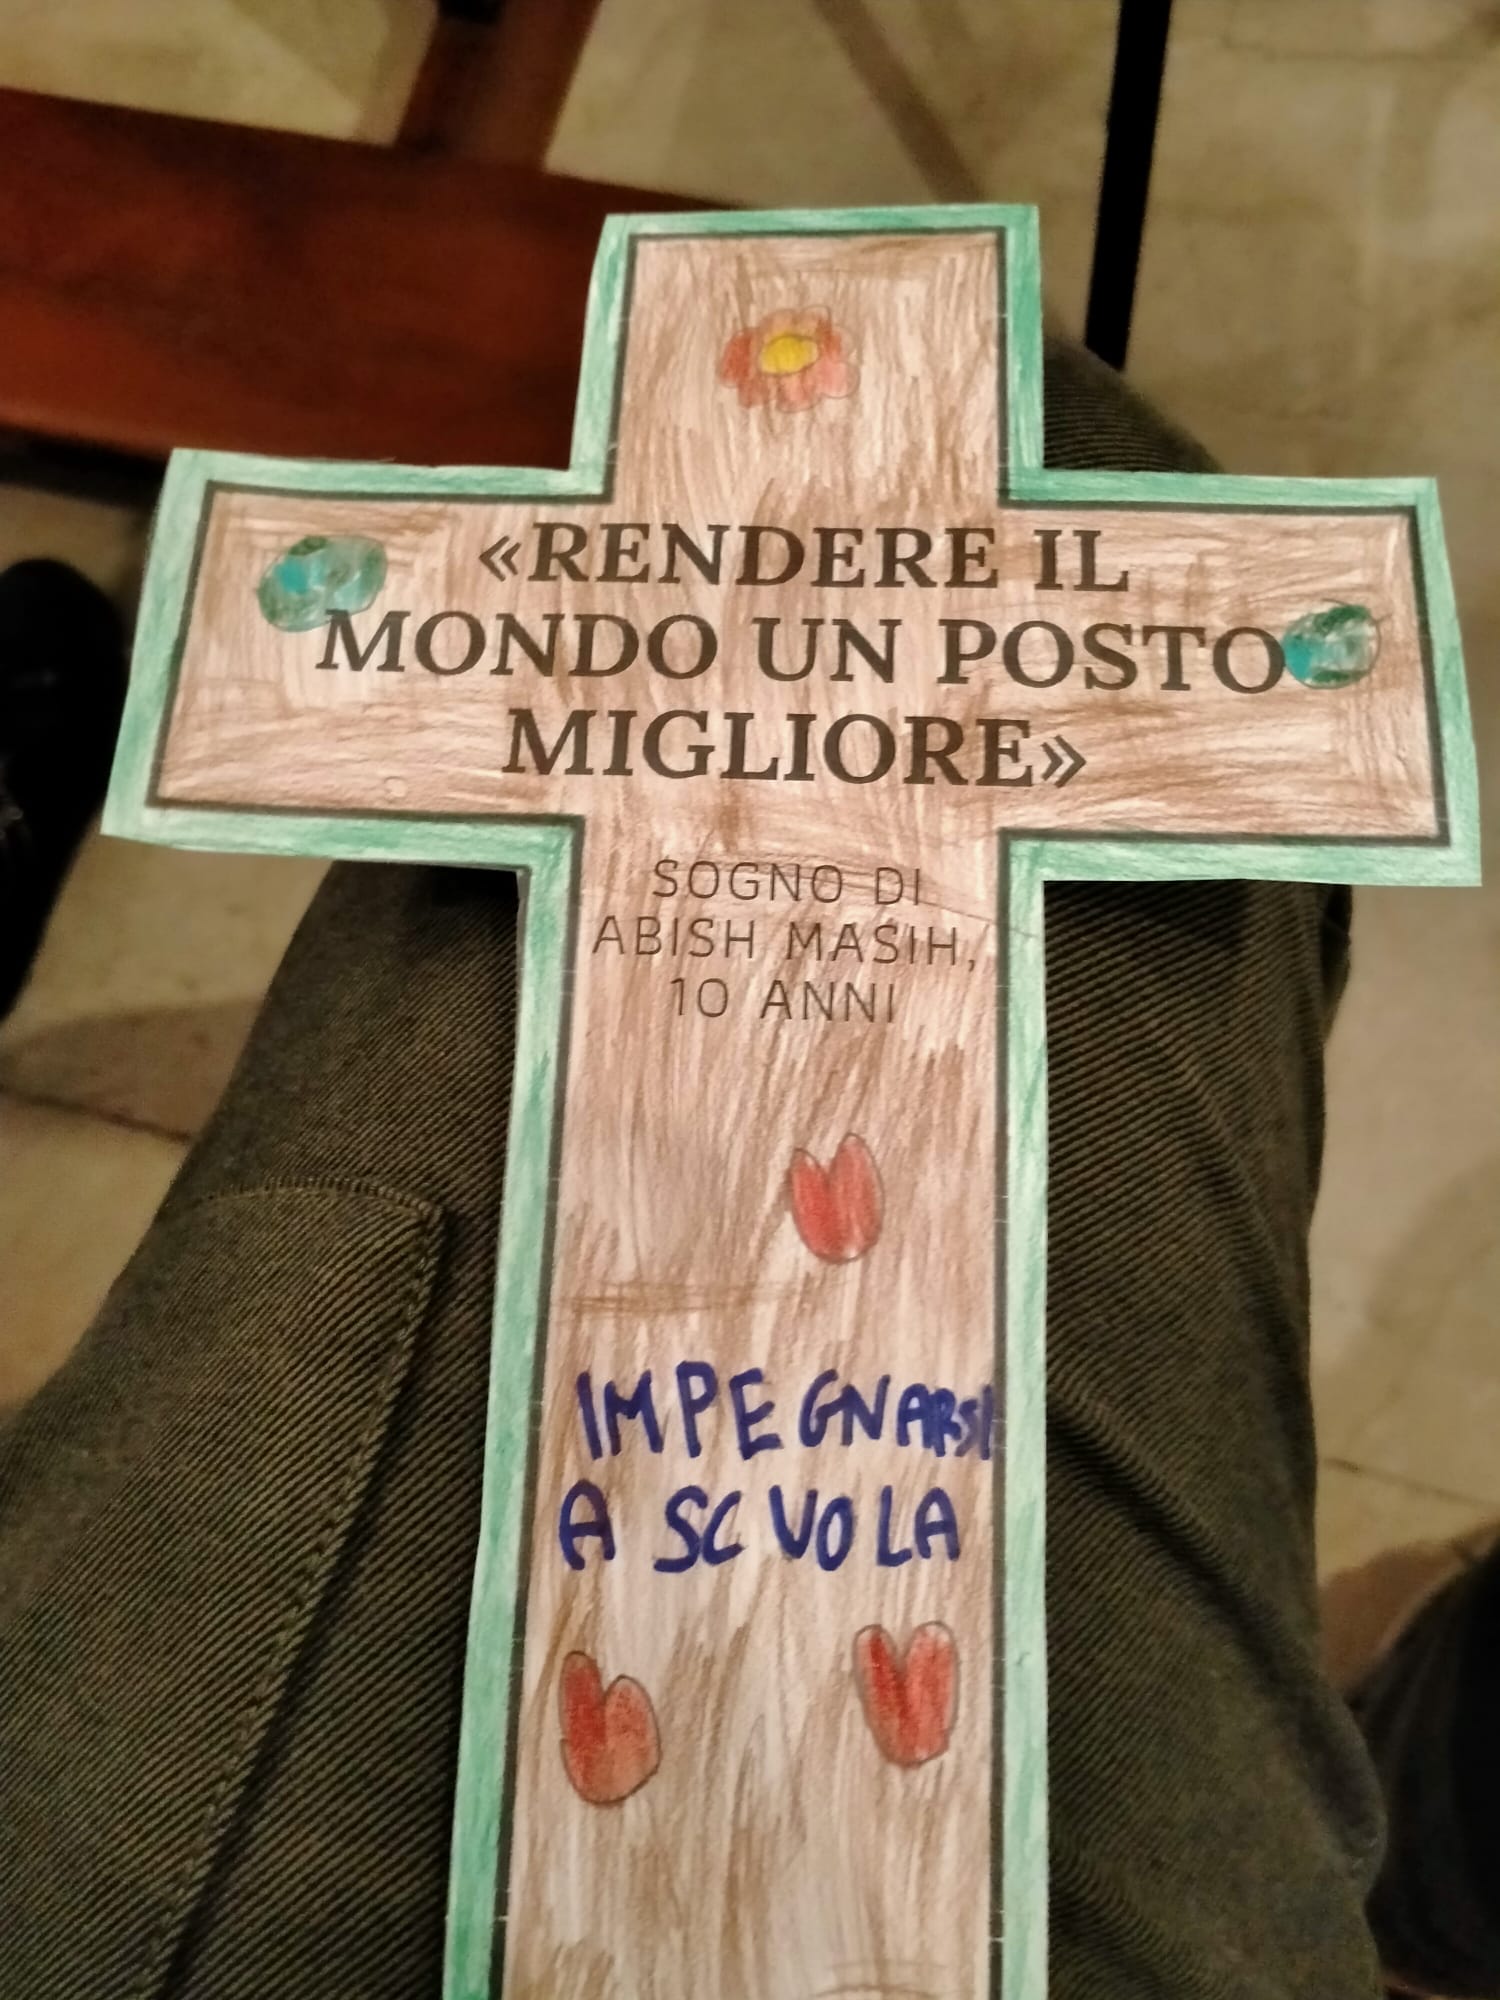 «RENDERE IL
MONDO UN POSTO
MIGLIORE»
SOGNO DI
ABISH MASIH,
10 ANNI
IMPEGNARSI
A SCUOLA